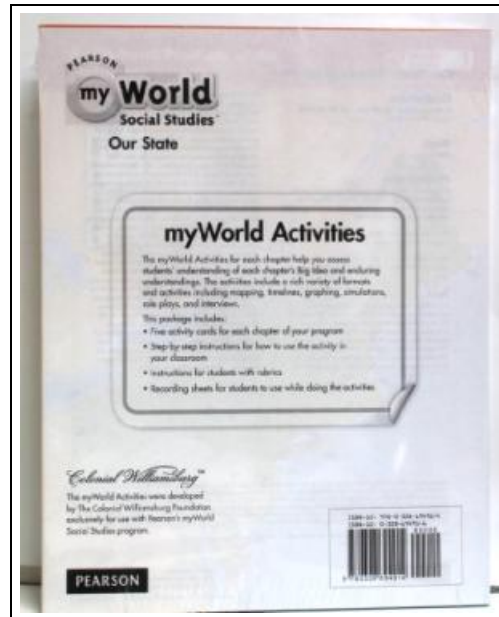 PEARSON
my World
Social Studies
Our State
myWorld Activities
The myWorld Activities for each chapter help you assess
students' understanding of each chapter's Big Idea and enduring
understandings. The activities include a rich variety of formats
and activities including mapping, timelines, graphing, simulations,
role plays, and interviews.
This package includes:
• Five activity cards for each chapter of your program
• Step-by-step instructions for how to use the activity in
your classroom
• Instructions for students with rubrics
• Recording sheets for students to use while doing the activities
Colonial Williamsburg™
The myWorld Activities were developed
by The Colonial Williamsburg Foundation
exclusively for use with Pearson's myWorld
Social Studies program.
PEARSON